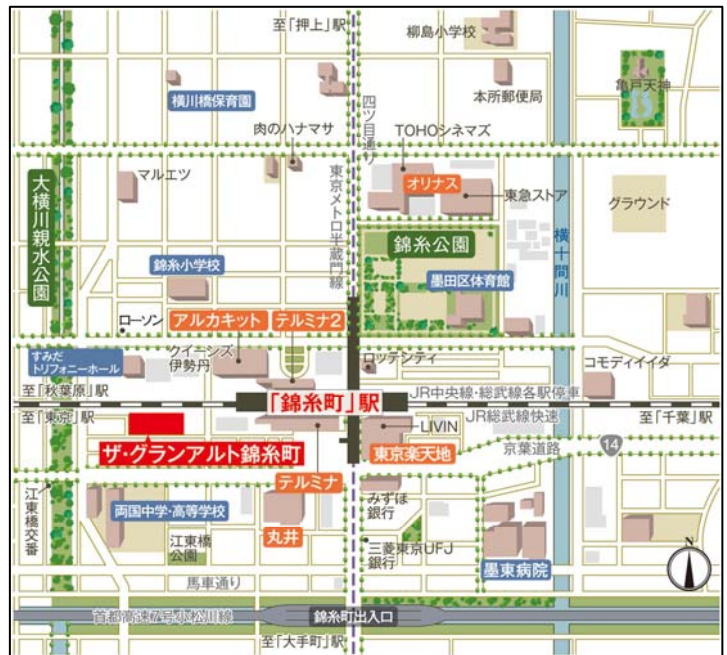 至「押上」駅
柳島小学校
亀戸天神
横川橋保育園
本所郵便局
肉のハナマサ
四ツ目通り
TOHOシネマズ
マルエツ
オリナス
東急ストア
グラウンド
大横川親水公園
東京メトロ半蔵門線
錦糸公園
横十間川
錦糸小学校
墨田区体育館
ローソン
アルカキット
テルミナ2
すみだ
トリフォニーホール
クイーンズ
伊勢丹
ロッテシティ
コモディイイダ
至「秋葉原」駅
「錦糸町」駅
JR中央線・総武線各駅停車
至「東京」駅
LIVIN
JR総武線快速
至「千葉」駅
ザ・グランアルト錦糸町
東京楽天地
京葉道路
14
テルミナ
江東橋
交番
両国中学・高等学校
丸井
みずほ
銀行
江東橋
公園
三菱東京UFJ
銀行
墨東病院
馬車通り
N
首都高速7号小松川線
錦糸町出入口
至「大手町」駅